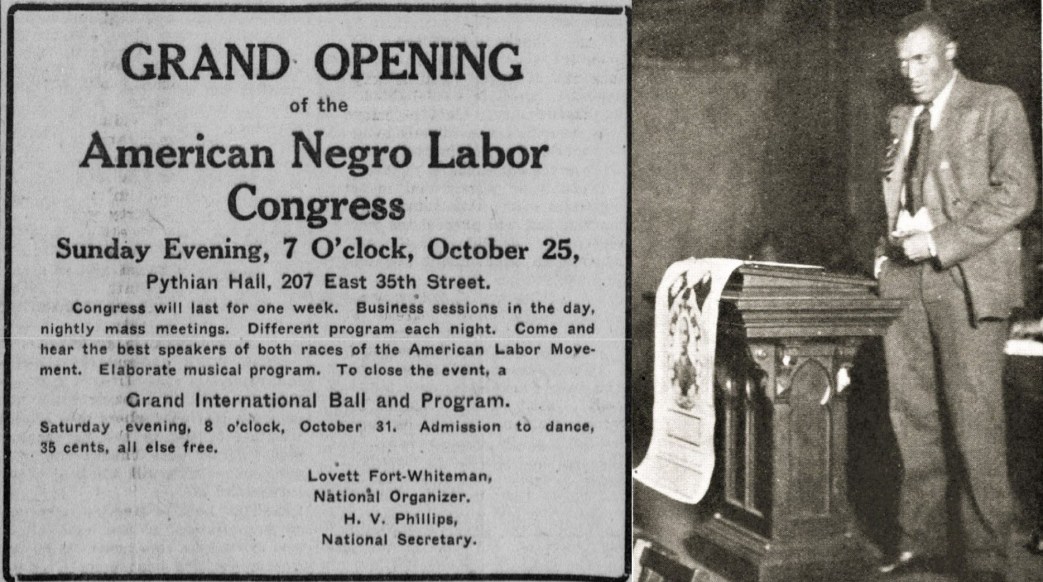 GRAND OPENING
of the
American Negro Labor
Congress
Sunday Evening, 7 O'clock, October 25,
Pythian Hall, 207 East 35th Street.
Congress will last for one week. Business sessions in the day,
nightly mass meetings. Different program each night. Come and
hear the best speakers of both races of the American Labor Move-
ment. Elaborate musical program. To close the event, a
Grand International Ball and Program.
Saturday evening, 8 o'clock, October 31. Admission to dance,
35 cents, all else free.
Lovett Fort-Whiteman,
National Organizer.
H. V. Phillips,
National Secretary.